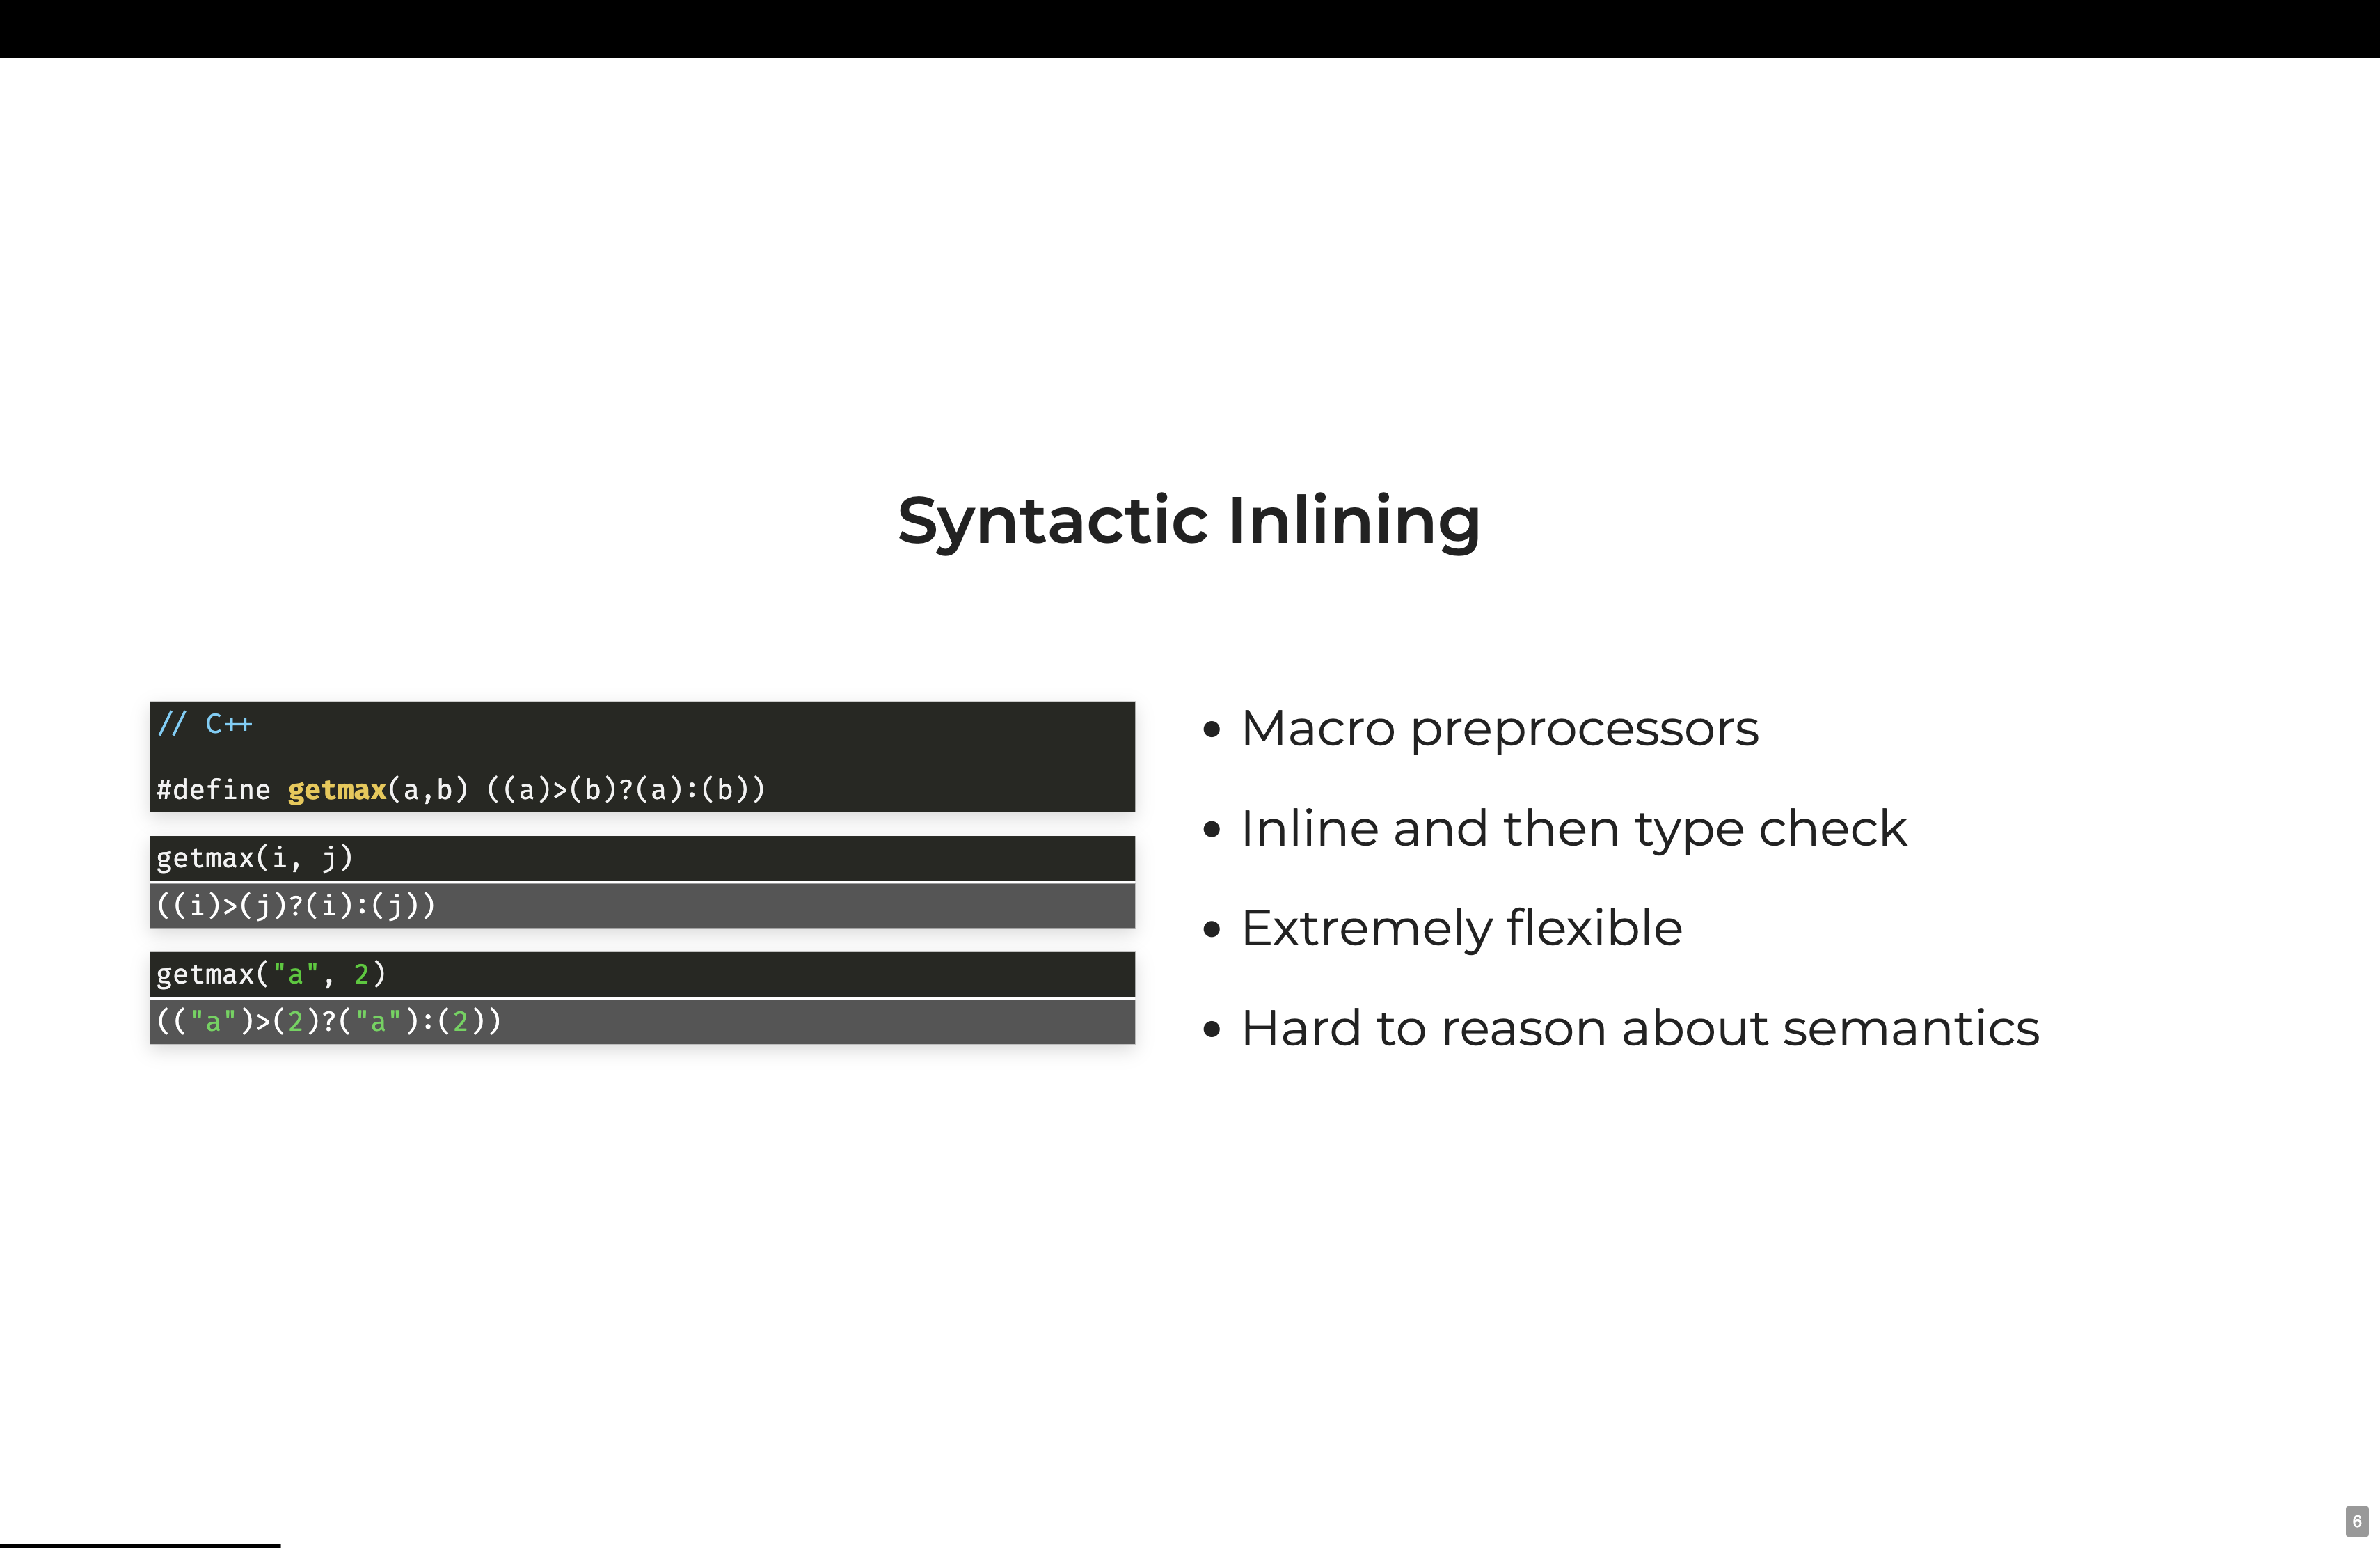 Syntactic Inlining
// C++
#define getmax(a,b) ((a)>(b)?(a):(b))
getmax(i, j)
((i)>(j)?(i):(j))
getmax("a", 2)
(("a")>(2)?("a"):(2))
• Macro preprocessors
• Inline and then type check
• Extremely flexible
• Hard to reason about semantics
6